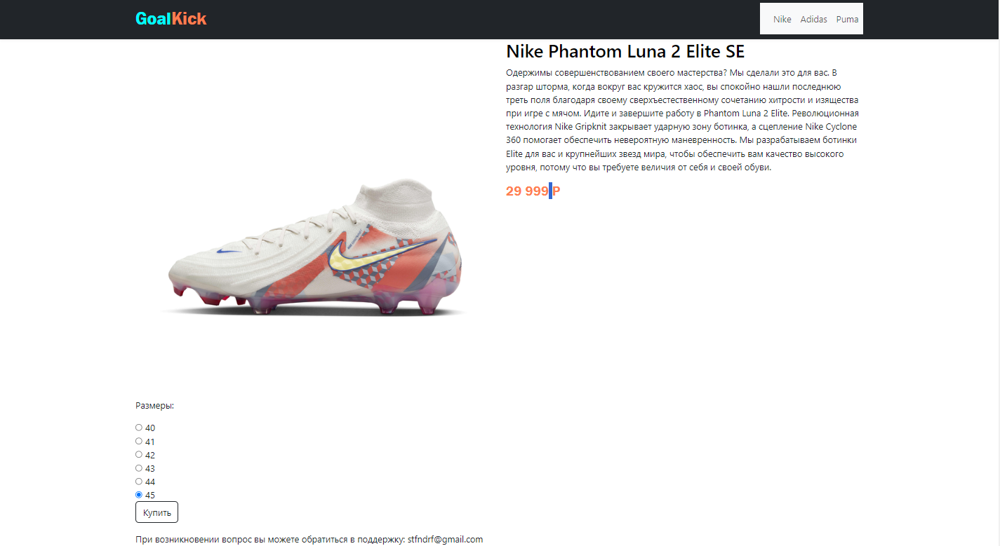 GoalKick
Nike Adidas Puma
Nike Phantom Luna 2 Elite SE
Одержимы совершенствованием своего мастерства? Мы сделали это для вас. В
разгар шторма, когда вокруг вас кружится хаос, вы спокойно нашли последнюю
треть поля благодаря своему сверхъестественному сочетанию хитрости и изящества
при игре с мячом. Идите и завершите работу в Phantom Luna 2 Elite. Революционная
технология Nike Gripknit закрывает ударную зону ботинка, а сцепление Nike Cyclone
360 помогает обеспечить невероятную маневренность. Мы разрабатываем ботинки
Elite для вас и крупнейших звезд мира, чтобы обеспечить вам качество высокого
уровня, потому что вы требуете величия от себя и своей обуви.
29 999 Р
Размеры:
40
41
42
43
44
45
Купить
При возникновении вопрос вы можете обратиться в поддержку: stfndrf@gmail.com